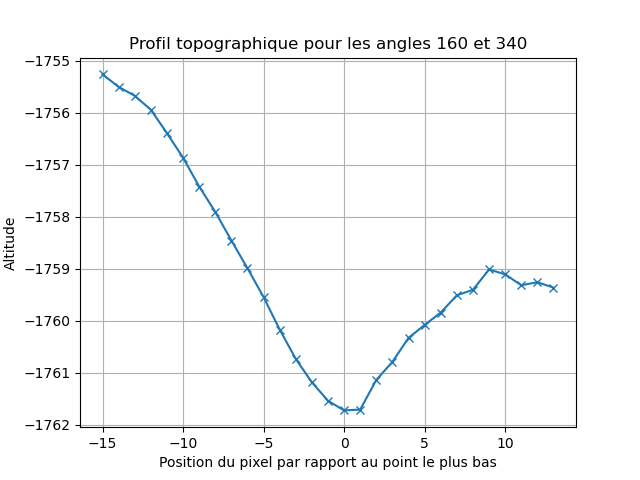 Profil topographique pour les angles 160 et 340
−1755
−1756
−1757
−1758
−1759
−1760
−1761
−1762
Altitude
−15 −10 −5 0 5 10
Position du pixel par rapport au point le plus bas